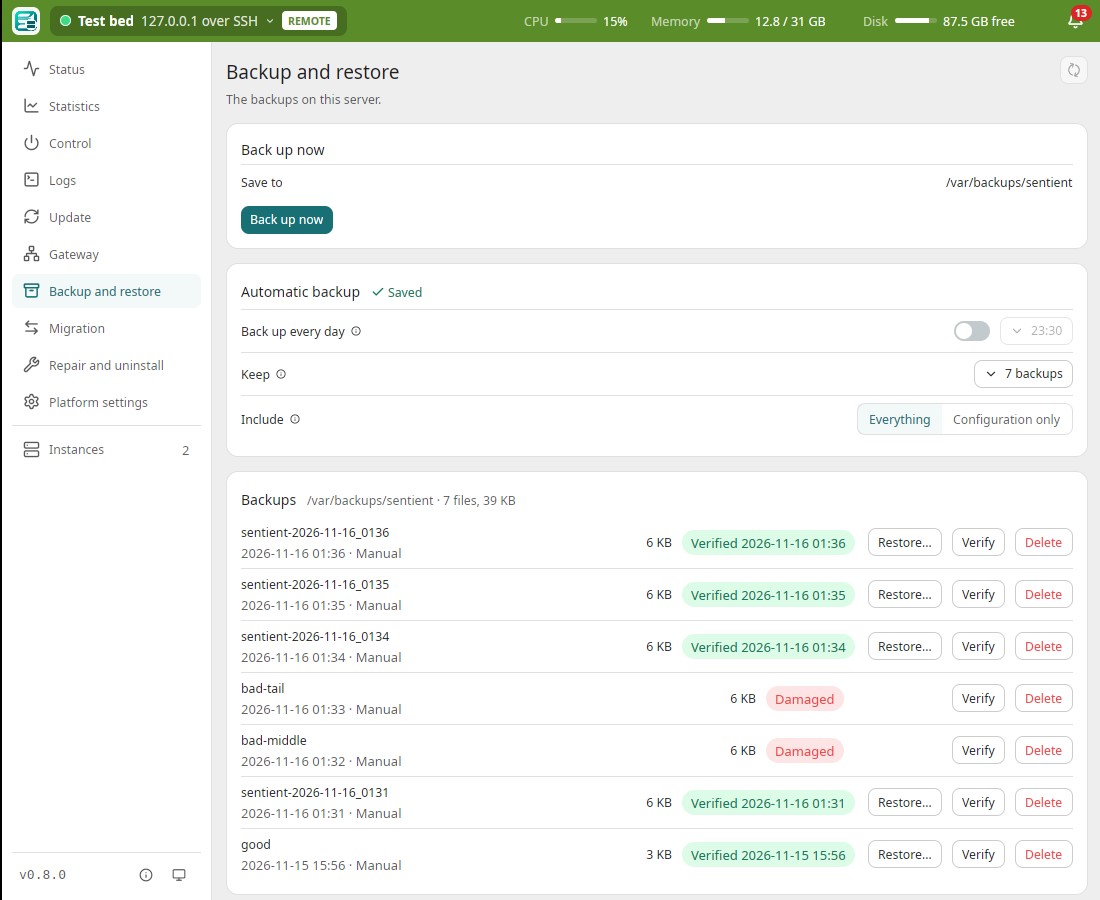 Test bed 127.0.0.1 over SSH REMOTE CPU 15% Memory 12.8 / 31 GB Disk 87.5 GB free 13
Status
Statistics
Control
Logs
Update
Gateway
Backup and restore
Migration
Repair and uninstall
Platform settings
Instances 2
v0.8.0
Backup and restore
The backups on this server.
Back up now
Save to /var/backups/sentient
Back up now
Automatic backup Saved
Back up every day 23:30
Keep 7 backups
Include Everything Configuration only
Backups /var/backups/sentient · 7 files, 39 KB
sentient-2026-11-16_0136
2026-11-16 01:36 · Manual
6 KB Verified 2026-11-16 01:36 Restore... Verify Delete
sentient-2026-11-16_0135
2026-11-16 01:35 · Manual
6 KB Verified 2026-11-16 01:35 Restore... Verify Delete
sentient-2026-11-16_0134
2026-11-16 01:34 · Manual
6 KB Verified 2026-11-16 01:34 Restore... Verify Delete
bad-tail
2026-11-16 01:33 · Manual
6 KB Damaged Verify Delete
bad-middle
2026-11-16 01:32 · Manual
6 KB Damaged Verify Delete
sentient-2026-11-16_0131
2026-11-16 01:31 · Manual
6 KB Verified 2026-11-16 01:31 Restore... Verify Delete
good
2026-11-15 15:56 · Manual
3 KB Verified 2026-11-15 15:56 Restore... Verify Delete